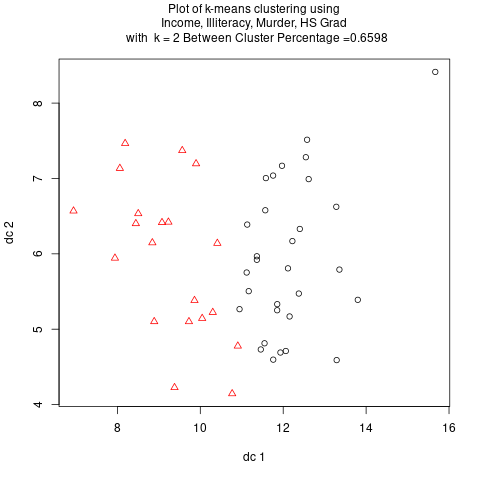 Plot of k-means clustering using
Income, Illiteracy, Murder, HS Grad
with  k = 2 Between Cluster Percentage =0.6598
8
7
6
5
4
dc 2
8
10
12
14
16
dc 1